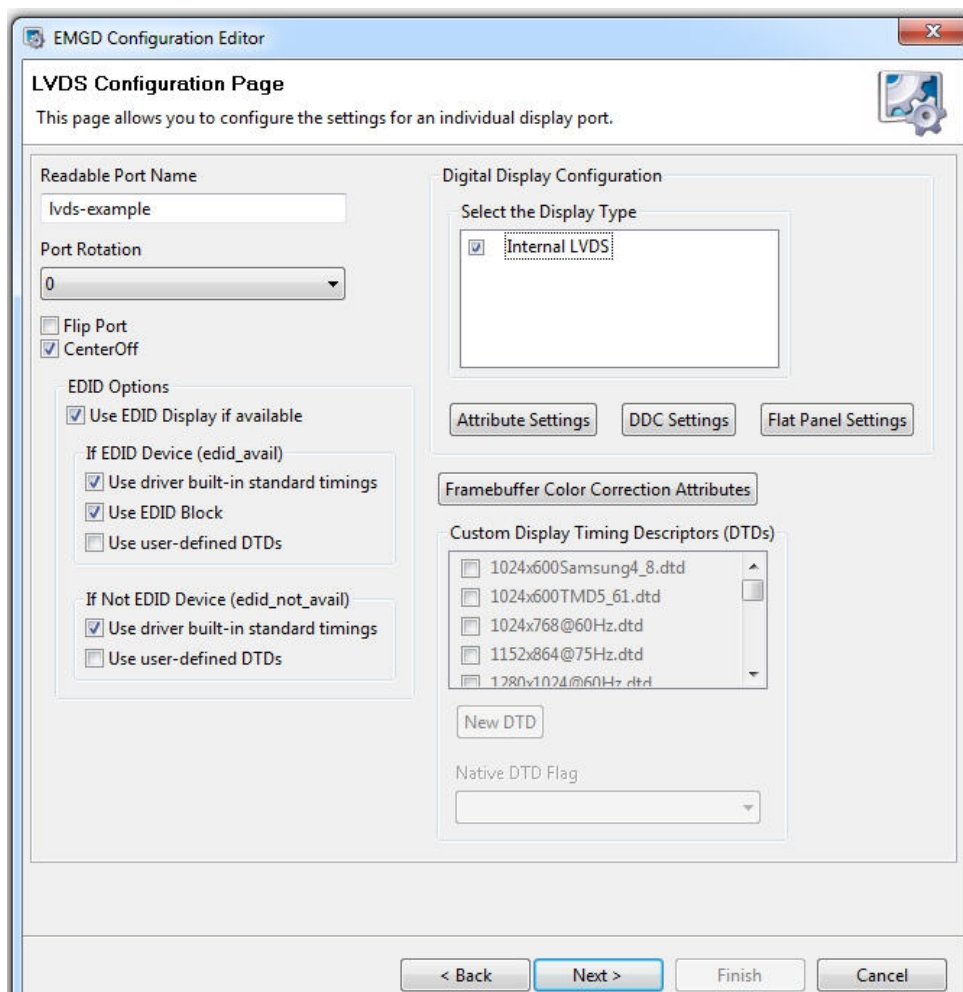 EMGD Configuration Editor
LVDS Configuration Page
This page allows you to configure the settings for an individual display port.
Readable Port Name
lvds-example
Port Rotation
0
Flip Port
CenterOff
EDID Options
Use EDID Display if available
If EDID Device (edid_avail)
Use driver built-in standard timings
Use EDID Block
Use user-defined DTDs
If Not EDID Device (edid_not_avail)
Use driver built-in standard timings
Use user-defined DTDs
Digital Display Configuration
Select the Display Type
Internal LVDS
Attribute Settings DDC Settings Flat Panel Settings
Framebuffer Color Correction Attributes
Custom Display Timing Descriptors (DTDs)
1024x600Samsung4_8.dtd
1024x600TMD5_61.dtd
1024x768@60Hz.dtd
1152x864@75Hz.dtd
1280x1024@60Hz.dtd
New DTD
Native DTD Flag
< Back Next > Finish Cancel